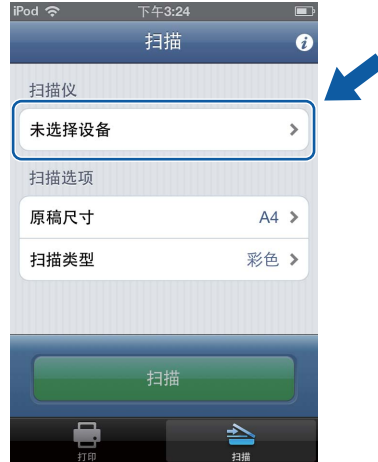 iPod 下午3:24
扫描
扫描仪
未选择设备
扫描选项
原稿尺寸 A4
扫描类型 彩色
扫描
打印 扫描